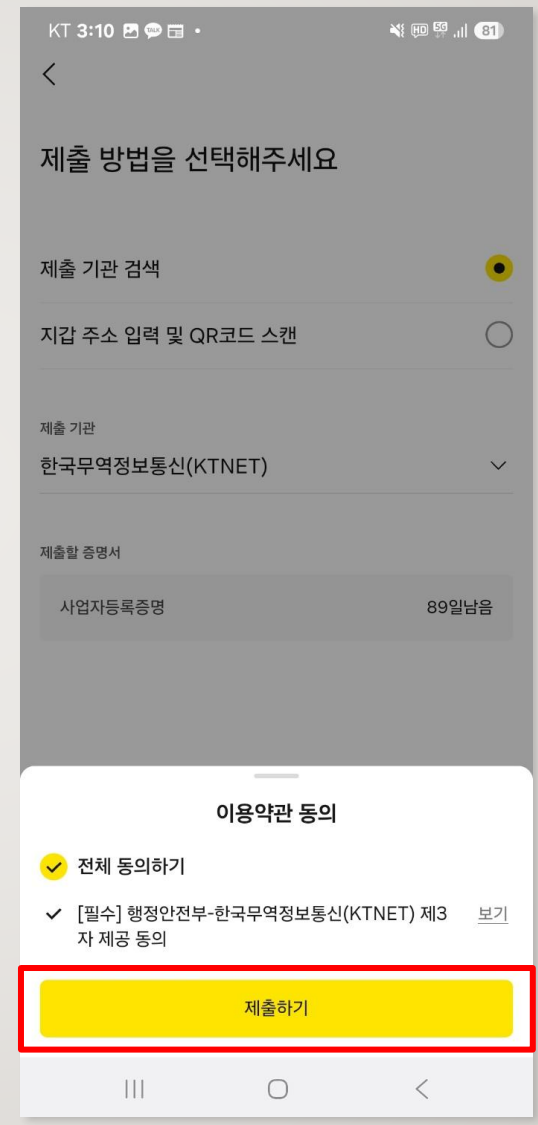 KT 3:10
HD 5G 81
제출 방법을 선택해주세요
제출 기관 검색
지갑 주소 입력 및 QR코드 스캔
제출 기관
한국무역정보통신(KTNET)
제출할 증명서
사업자등록증명 89일남음
이용약관 동의
전체 동의하기
[필수] 행정안전부-한국무역정보통신(KTNET) 제3 보기
자 제공 동의
제출하기